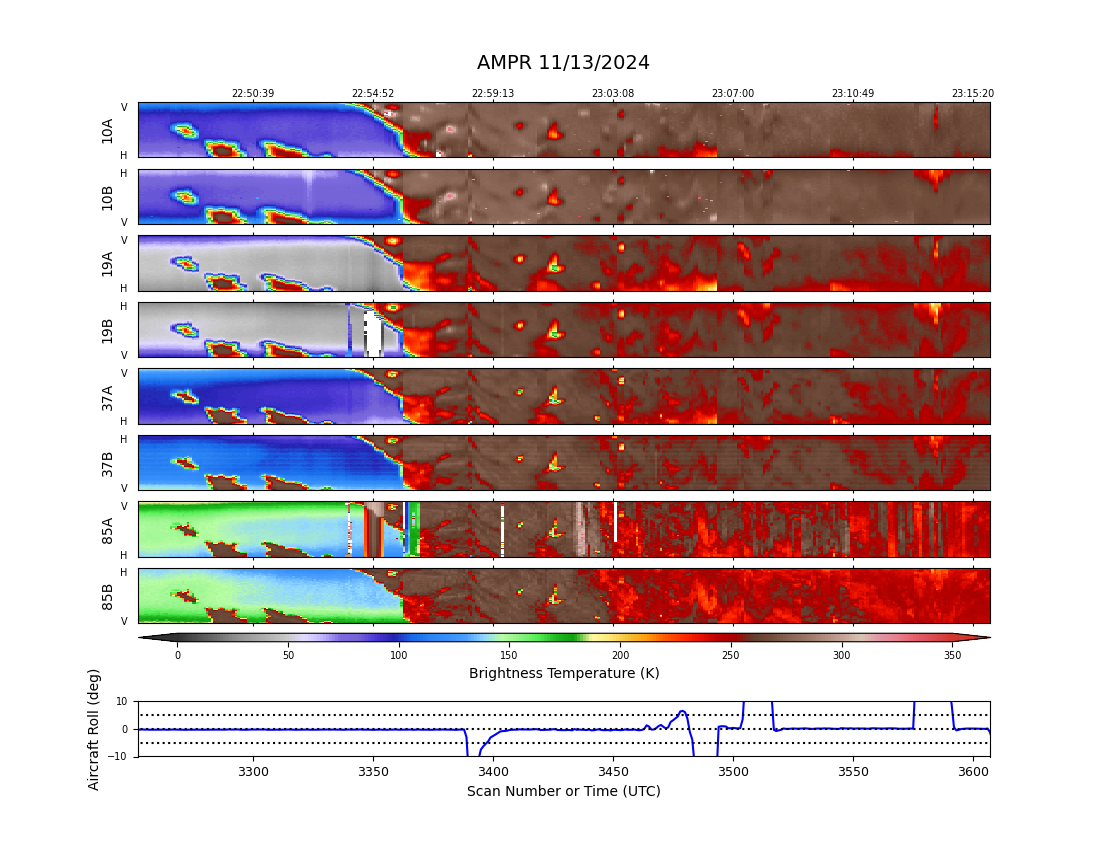 AMPR 11/13/2024
22:50:39 22:54:52 22:59:13 23:03:08 23:07:00 23:10:49 23:15:20
V
10A
H
H
10B
V
V
19A
H
H
19B
V
V
37A
H
H
37B
V
V
85A
H
H
85B
V
0 50 100 150 200 250 300 350
Brightness Temperature (K)
Aircraft Roll (deg)
10
0
−10
3300 3350 3400 3450 3500 3550 3600
Scan Number or Time (UTC)